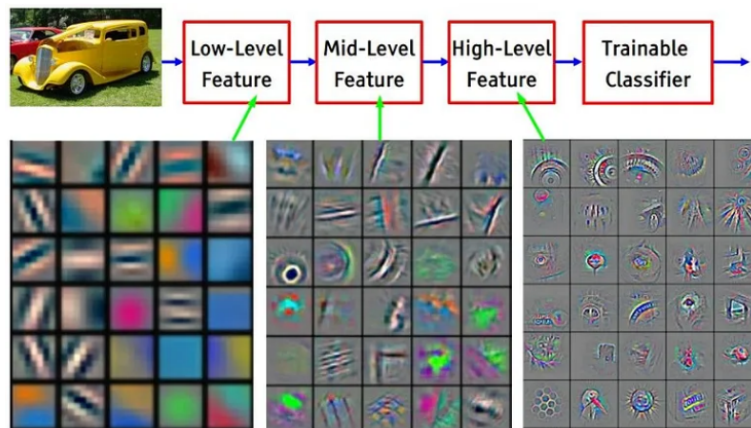 Low-Level
Feature
Mid-Level
Feature
High-Level
Feature
Trainable
Classifier